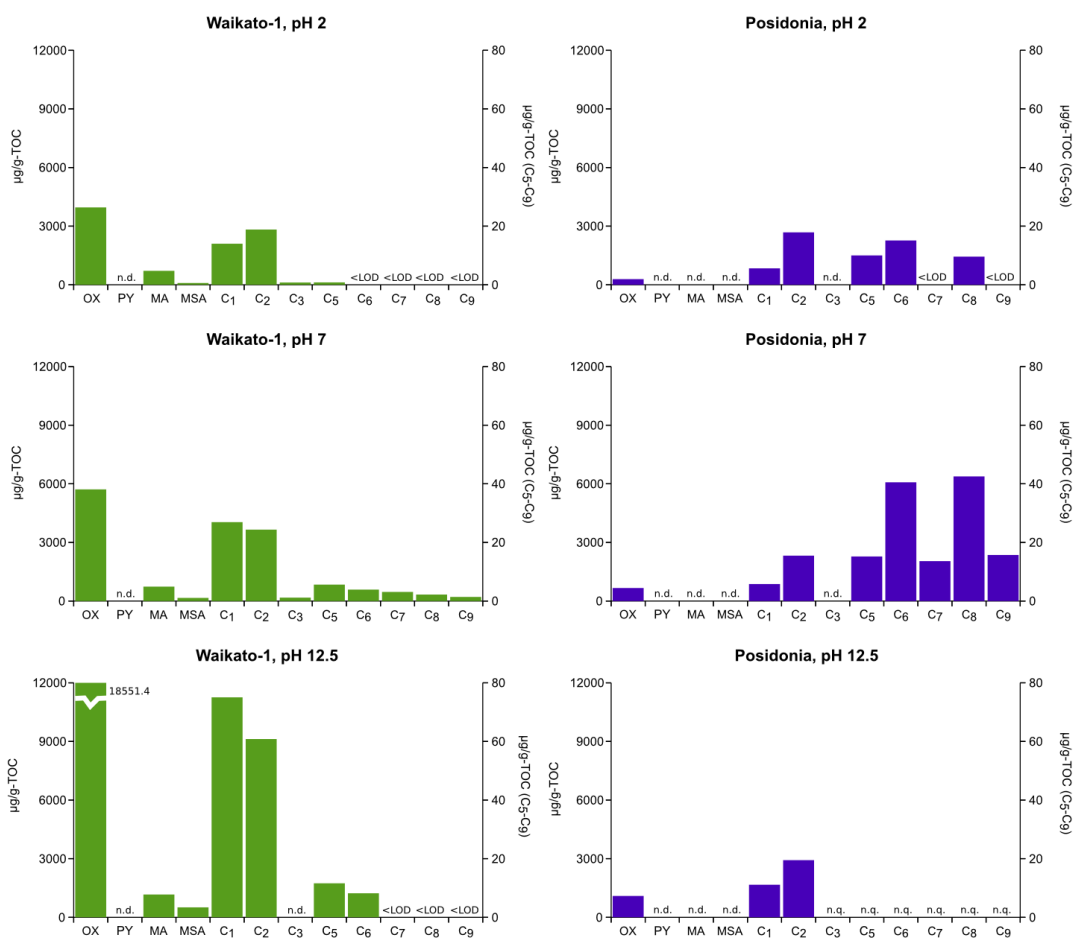 Waikato-1, pH 2
12000
9000
6000
3000
0
µg/g-TOC
80
60
40
20
0
µg/g-TOC (C5-C9)
n.d. <LOD <LOD <LOD <LOD
OX PY MA MSA C1 C2 C3 C5 C6 C7 C8 C9
Posidonia, pH 2
12000
9000
6000
3000
0
µg/g-TOC
80
60
40
20
0
µg/g-TOC (C5-C9)
n.d. n.d. n.d. n.d. <LOD <LOD
OX PY MA MSA C1 C2 C3 C5 C6 C7 C8 C9
Waikato-1, pH 7
12000
9000
6000
3000
0
µg/g-TOC
80
60
40
20
0
µg/g-TOC (C5-C9)
n.d.
OX PY MA MSA C1 C2 C3 C5 C6 C7 C8 C9
Posidonia, pH 7
12000
9000
6000
3000
0
µg/g-TOC
80
60
40
20
0
µg/g-TOC (C5-C9)
n.d. n.d. n.d. n.d.
OX PY MA MSA C1 C2 C3 C5 C6 C7 C8 C9
Waikato-1, pH 12.5
12000
9000
6000
3000
0
µg/g-TOC
80
60
40
20
0
µg/g-TOC (C5-C9)
18551.4
n.d. n.d. <LOD <LOD <LOD
OX PY MA MSA C1 C2 C3 C5 C6 C7 C8 C9
Posidonia, pH 12.5
12000
9000
6000
3000
0
µg/g-TOC
80
60
40
20
0
µg/g-TOC (C5-C9)
n.d. n.d. n.d. n.q. n.q. n.q. n.q. n.q. n.q.
OX PY MA MSA C1 C2 C3 C5 C6 C7 C8 C9